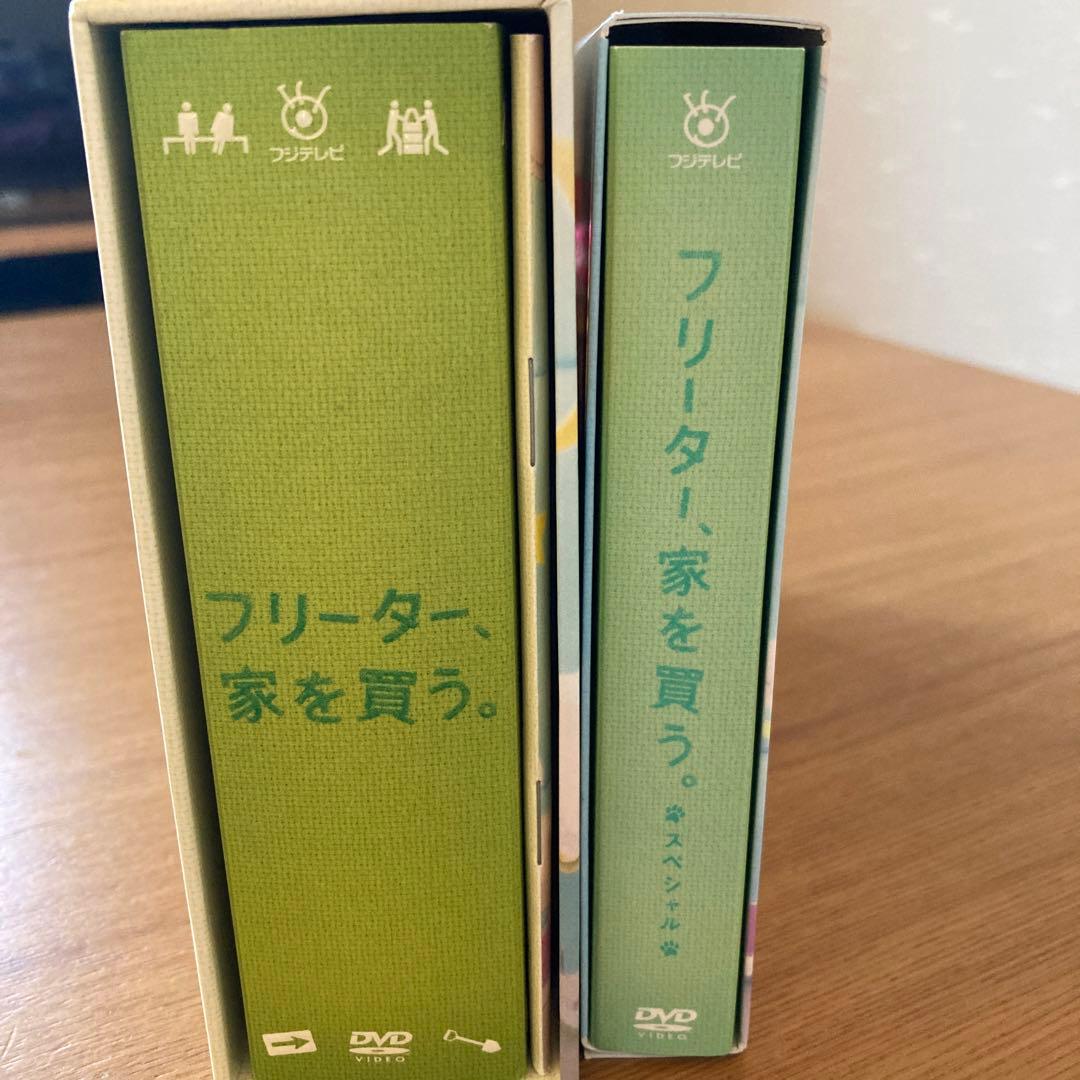 フジテレビ
フリーター、
家を買う。
DVD
VIDEO
フジテレビ
フリーター、家を買う。
スペシャル
DVD
VIDEO